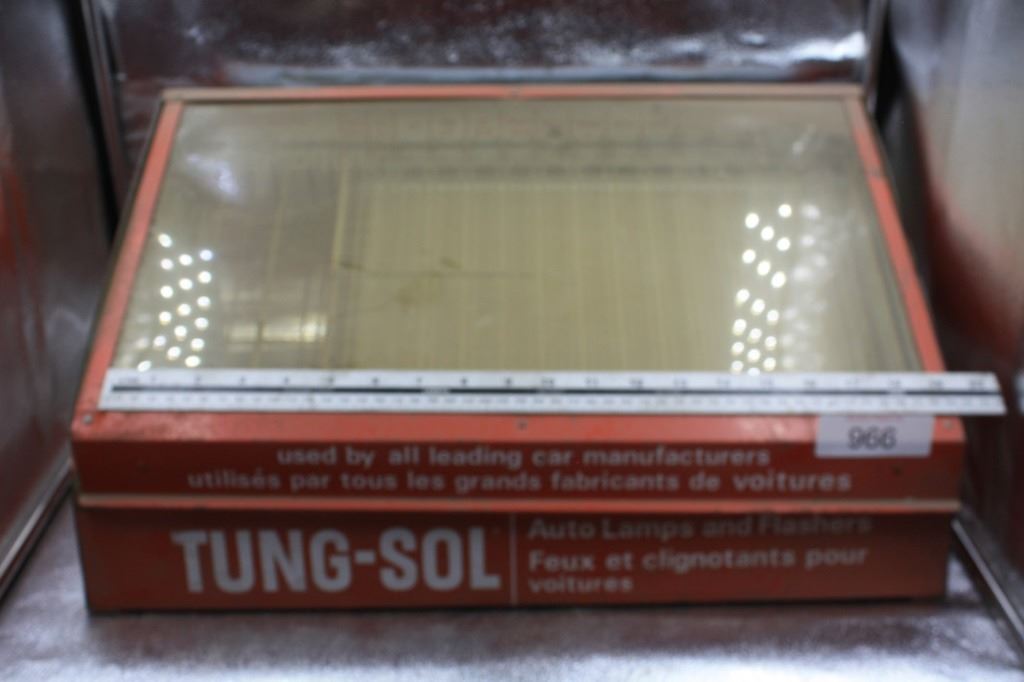 966
used by all leading car manufacturers
utilisés par tous les grands fabricants de voitures
TUNG-SOL
Auto Lamps and Flashers
Feux et clignotants pour
voitures